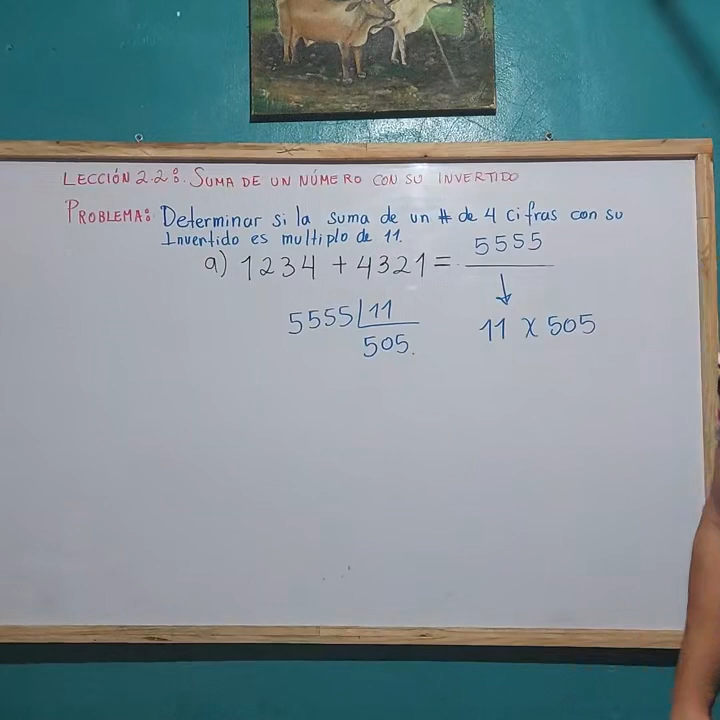 LECCIÓN 2.2:. SUMA DE UN NÚMERO CON SU INVERTIDO
PROBLEMA: Determinar si la suma de un # de 4 cifras con su
Invertido es multiplo de 11.
a) 1234 + 4321 = 5555
5555 11
505.
11 x 505